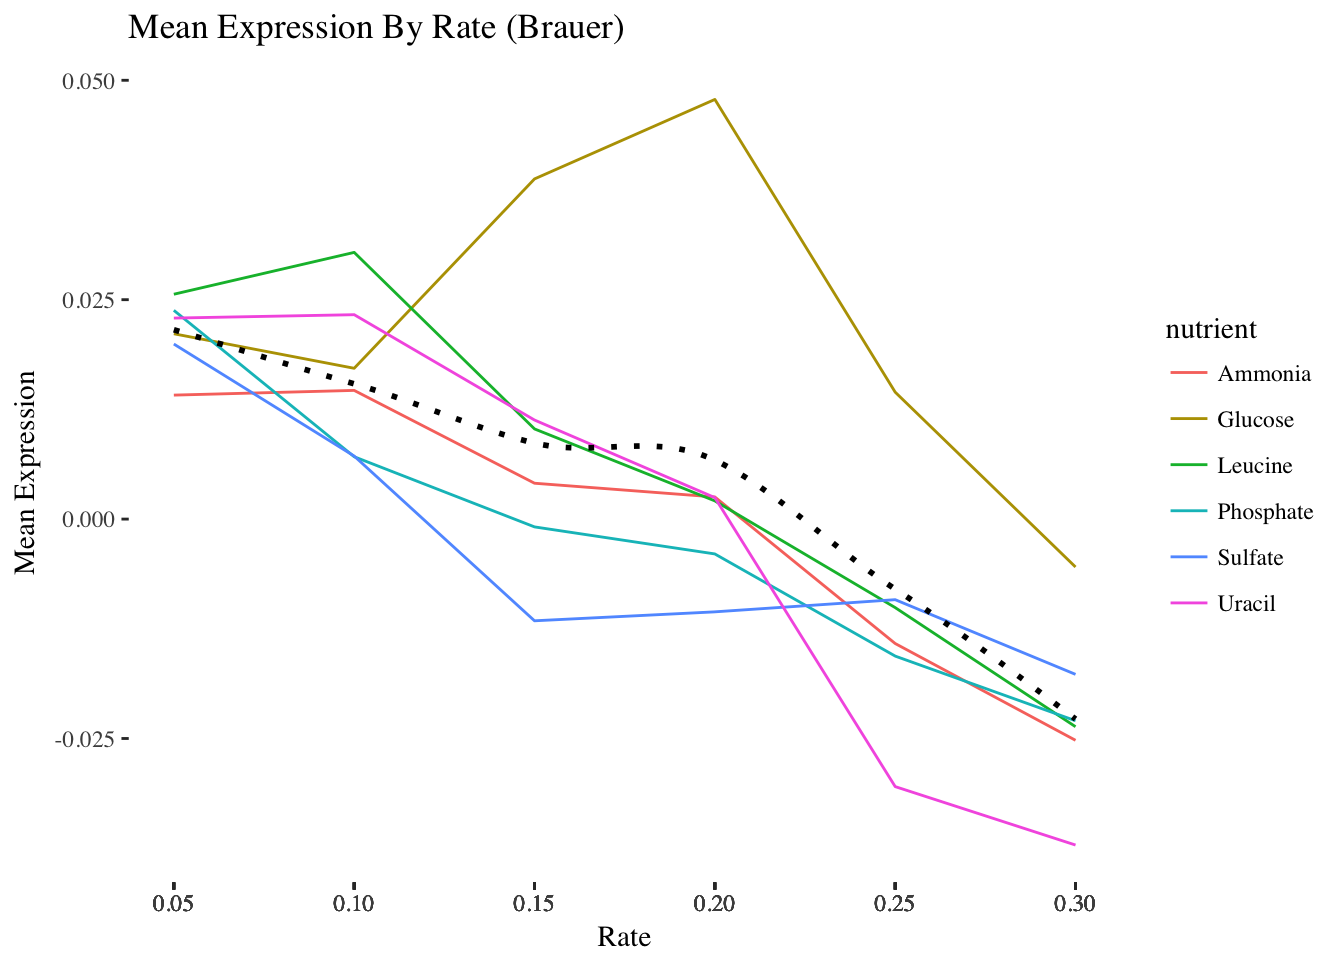 Mean Expression By Rate (Brauer)
0.050
0.025
0.000
-0.025
Mean Expression
0.05 0.10 0.15 0.20 0.25 0.30
Rate
nutrient
Ammonia
Glucose
Leucine
Phosphate
Sulfate
Uracil